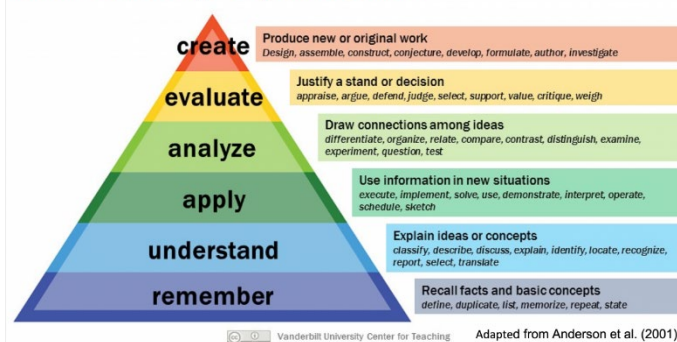 create
Produce new or original work
Design, assemble, construct, conjecture, develop, formulate, author, investigate
evaluate
Justify a stand or decision
appraise, argue, defend, judge, select, support, value, critique, weigh
analyze
Draw connections among ideas
differentiate, organize, relate, compare, contrast, distinguish, examine,
experiment, question, test
apply
Use information in new situations
execute, implement, solve, use, demonstrate, interpret, operate,
schedule, sketch
understand
Explain ideas or concepts
classify, describe, discuss, explain, identify, locate, recognize,
report, select, translate
remember
Recall facts and basic concepts
define, duplicate, list, memorize, repeat, state
cc Vanderbilt University Center for Teaching
Adapted from Anderson et al. (2001)